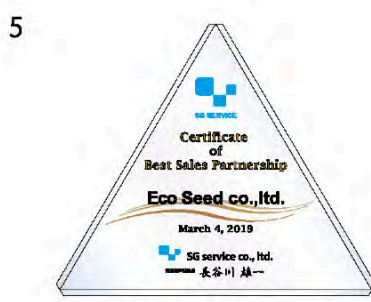 5
SG SERVICE
Certificate
of
Best Sales Partnership
Eco Seed co.,ltd.
March 4, 2019
SG service co., ltd.
長谷川 雄一